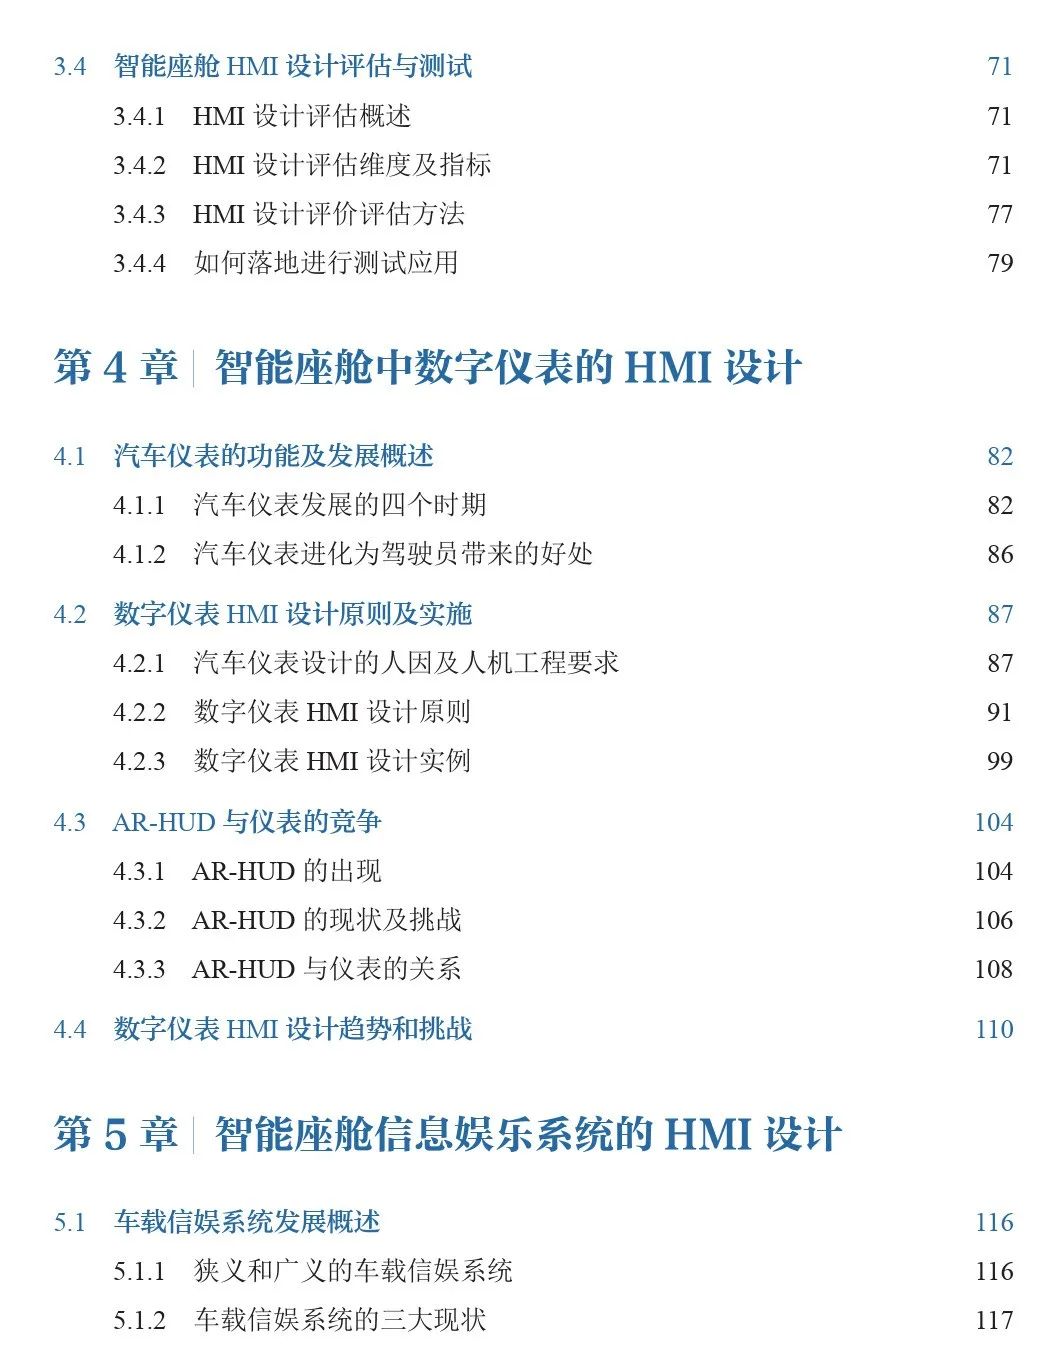 3.4 智能座舱 HMI 设计评估与测试 71
3.4.1 HMI 设计评估概述 71
3.4.2 HMI 设计评估维度及指标 71
3.4.3 HMI 设计评价评估方法 77
3.4.4 如何落地进行测试应用 79
第 4 章 | 智能座舱中数字仪表的 HMI 设计
4.1 汽车仪表的功能及发展概述 82
4.1.1 汽车仪表发展的四个时期 82
4.1.2 汽车仪表进化为驾驶员带来的好处 86
4.2 数字仪表 HMI 设计原则及实施 87
4.2.1 汽车仪表设计的人因及人机工程要求 87
4.2.2 数字仪表 HMI 设计原则 91
4.2.3 数字仪表 HMI 设计实例 99
4.3 AR-HUD 与仪表的竞争 104
4.3.1 AR-HUD 的出现 104
4.3.2 AR-HUD 的现状及挑战 106
4.3.3 AR-HUD 与仪表的关系 108
4.4 数字仪表 HMI 设计趋势和挑战 110
第 5 章 | 智能座舱信息娱乐系统的 HMI 设计
5.1 车载信娱系统发展概述 116
5.1.1 狭义和广义的车载信娱系统 116
5.1.2 车载信娱系统的三大现状 117